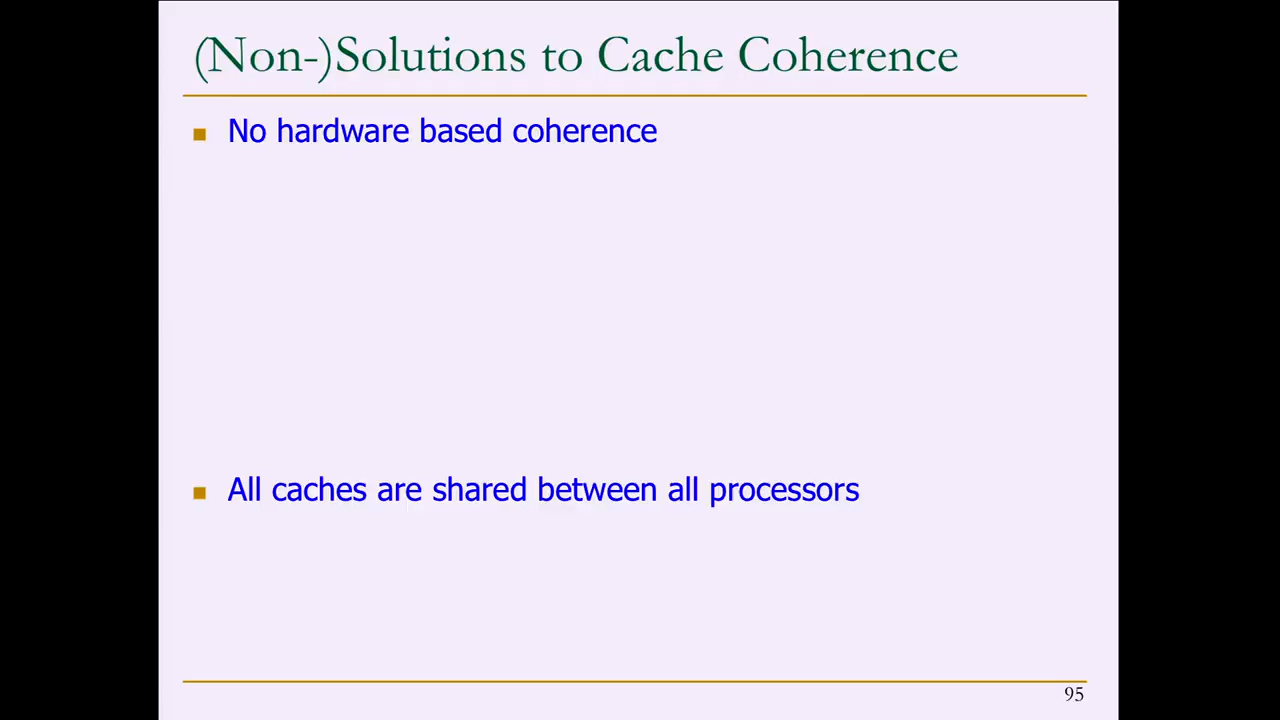 (Non-)Solutions to Cache Coherence
No hardware based coherence
All caches are shared between all processors
95